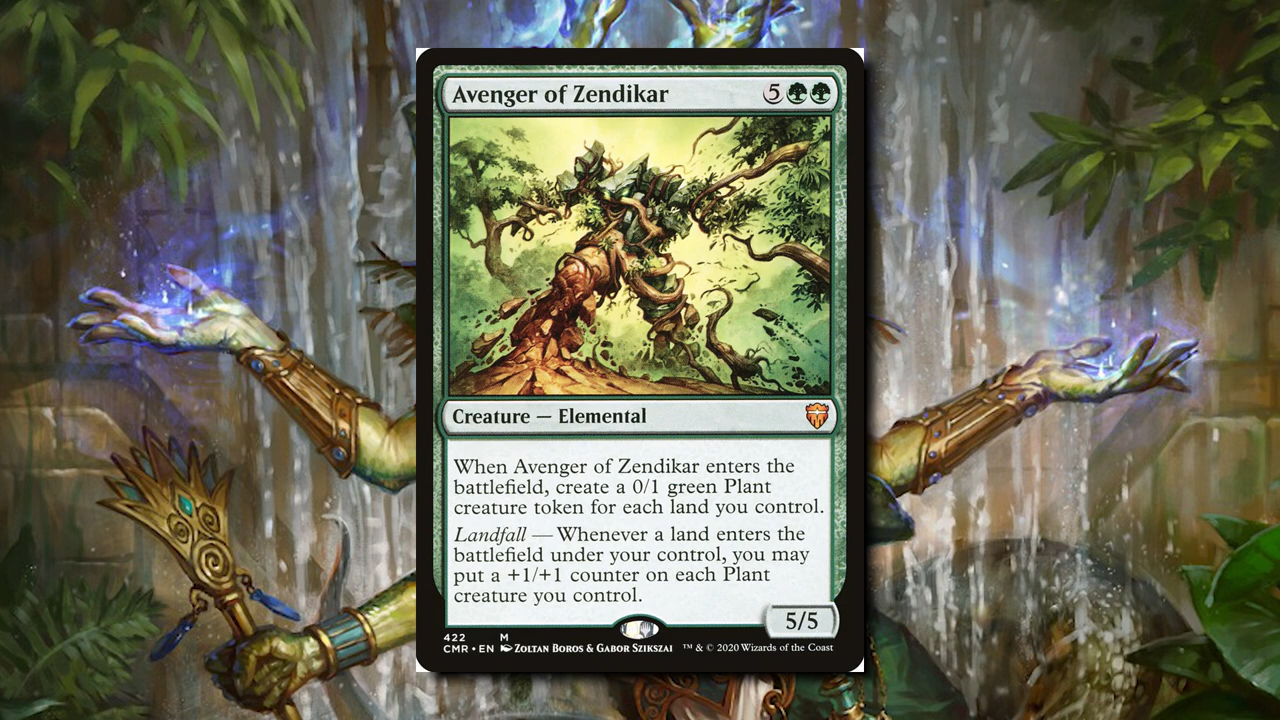 Avenger of Zendikar 5
Creature — Elemental
When Avenger of Zendikar enters the
battlefield, create a 0/1 green Plant
creature token for each land you control.
Landfall — Whenever a land enters the
battlefield under your control, you may
put a +1/+1 counter on each Plant
creature you control.
5/5
422 M
CMR • EN Zoltan Boros & Gabor Szikszai ™ & © 2020 Wizards of the Coast